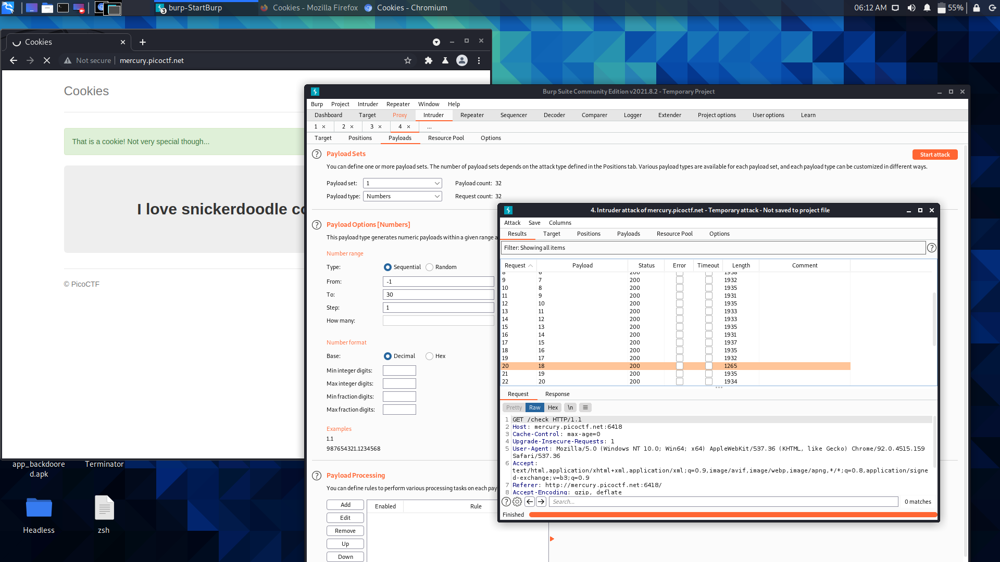 burp-StartBurp
3
Cookies - Mozilla Firefox
Cookies - Chromium
06:12 AM
55%
Cookies
Not secure
mercury.picoctf.net
Cookies
That is a cookie! Not very special though...
I love snickerdoodle co
© PicoCTF
app_backdoore
d.apk
Terminator
Headless
zsh
Burp Suite Community Edition v2021.8.2 - Temporary Project
Burp Project Intruder Repeater Window Help
Dashboard Target Proxy Intruder Repeater Sequencer Decoder Comparer Logger Extender Project options User options Learn
1 × 2 × 3 × 4 × ...
Target Positions Payloads Resource Pool Options
? Payload Sets
Start attack
You can define one or more payload sets. The number of payload sets depends on the attack type defined in the Positions tab. Various payload types are available for each payload set, and each payload type can be customized in different ways.
Payload set: 1 Payload count: 32
Payload type: Numbers Request count: 32
? Payload Options [Numbers]
This payload type generates numeric payloads within a given range a
Number range
Type: Sequential Random
From: -1
To: 30
Step: 1
How many:
Number format
Base: Decimal Hex
Min integer digits:
Max integer digits:
Min fraction digits:
Max fraction digits:
Examples
1.1
987654321.1234568
? Payload Processing
You can define rules to perform various processing tasks on each pay
Add
Edit
Remove
Up
Down
Enabled Rule
4. Intruder attack of mercury.picoctf.net - Temporary attack - Not saved to project file
Attack Save Columns
Results Target Positions Payloads Resource Pool Options
Filter: Showing all items
?
Request Payload Status Error Timeout Length Comment
8 6 200 1938
9 7 200 1932
10 8 200 1935
11 9 200 1931
12 10 200 1935
13 11 200 1933
14 12 200 1933
15 13 200 1935
16 14 200 1931
17 15 200 1937
18 16 200 1935
19 17 200 1932
20 18 200 1265
21 19 200 1935
22 20 200 1934
Request Response
Pretty Raw Hex \n
1 GET /check HTTP/1.1
2 Host: mercury.picoctf.net:6418
3 Cache-Control: max-age=0
4 Upgrade-Insecure-Requests: 1
5 User-Agent: Mozilla/5.0 (Windows NT 10.0; Win64; x64) AppleWebKit/537.36 (KHTML, like Gecko) Chrome/92.0.4515.159
Safari/537.36
6 Accept:
text/html,application/xhtml+xml,application/xml;q=0.9,image/avif,image/webp,image/apng,*/*;q=0.8,application/signe
d-exchange;v=b3;q=0.9
7 Referer: http://mercury.picoctf.net:6418/
8 Accept-Encoding: gzip, deflate
? Search... 0 matches
Finished